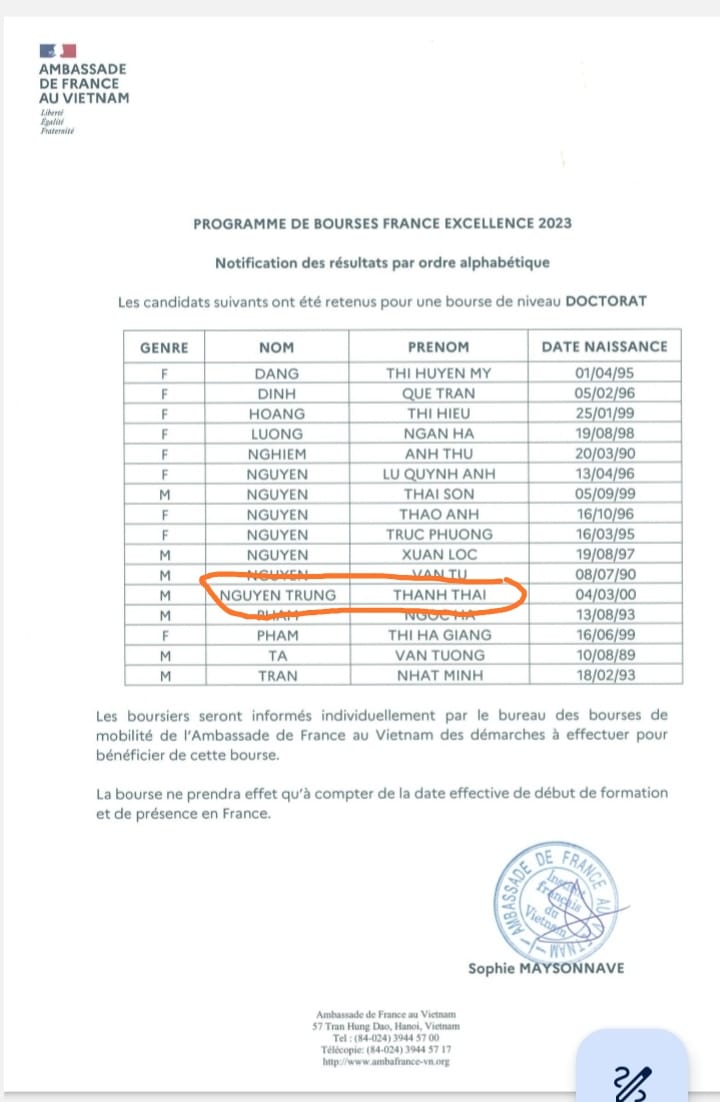 AMBASSADE
DE FRANCE
AU VIETNAM
Liberté
Égalité
Fraternité
PROGRAMME DE BOURSES FRANCE EXCELLENCE 2023
Notification des résultats par ordre alphabétique
Les candidats suivants ont été retenus pour une bourse de niveau DOCTORAT
GENRE NOM PRENOM DATE NAISSANCE
F DANG THI HUYEN MY 01/04/95
F DINH QUE TRAN 05/02/96
F HOANG THI HIEU 25/01/99
F LUONG NGAN HA 19/08/98
F NGHIEM ANH THU 20/03/90
F NGUYEN LU QUYNH ANH 13/04/96
M NGUYEN THAI SON 05/09/99
F NGUYEN THAO ANH 16/10/96
F NGUYEN TRUC PHUONG 16/03/95
M NGUYEN XUAN LOC 19/08/97
M NGUYEN VAN TU 08/07/90
M NGUYEN TRUNG THANH THAI 04/03/00
M PHAM NGOC HA 13/08/93
F PHAM THI HA GIANG 16/06/99
M TA VAN TUONG 10/08/89
M TRAN NHAT MINH 18/02/93
Les boursiers seront informés individuellement par le bureau des bourses de
mobilité de l'Ambassade de France au Vietnam des démarches à effectuer pour
bénéficier de cette bourse.
La bourse ne prendra effet qu'à compter de la date effective de début de formation
et de présence en France.
AMBASSADE DE FRANCE AU VIETNAM
Institut
français
du
Vietnam
Sophie MAYSONNAVE
Ambassade de France au Vietnam
57 Tran Hung Dao, Hanoi, Vietnam
Tel : (84-024) 3944 57 00
Télécopie: (84-024) 3944 57 17
http://www.ambafrance-vn.org